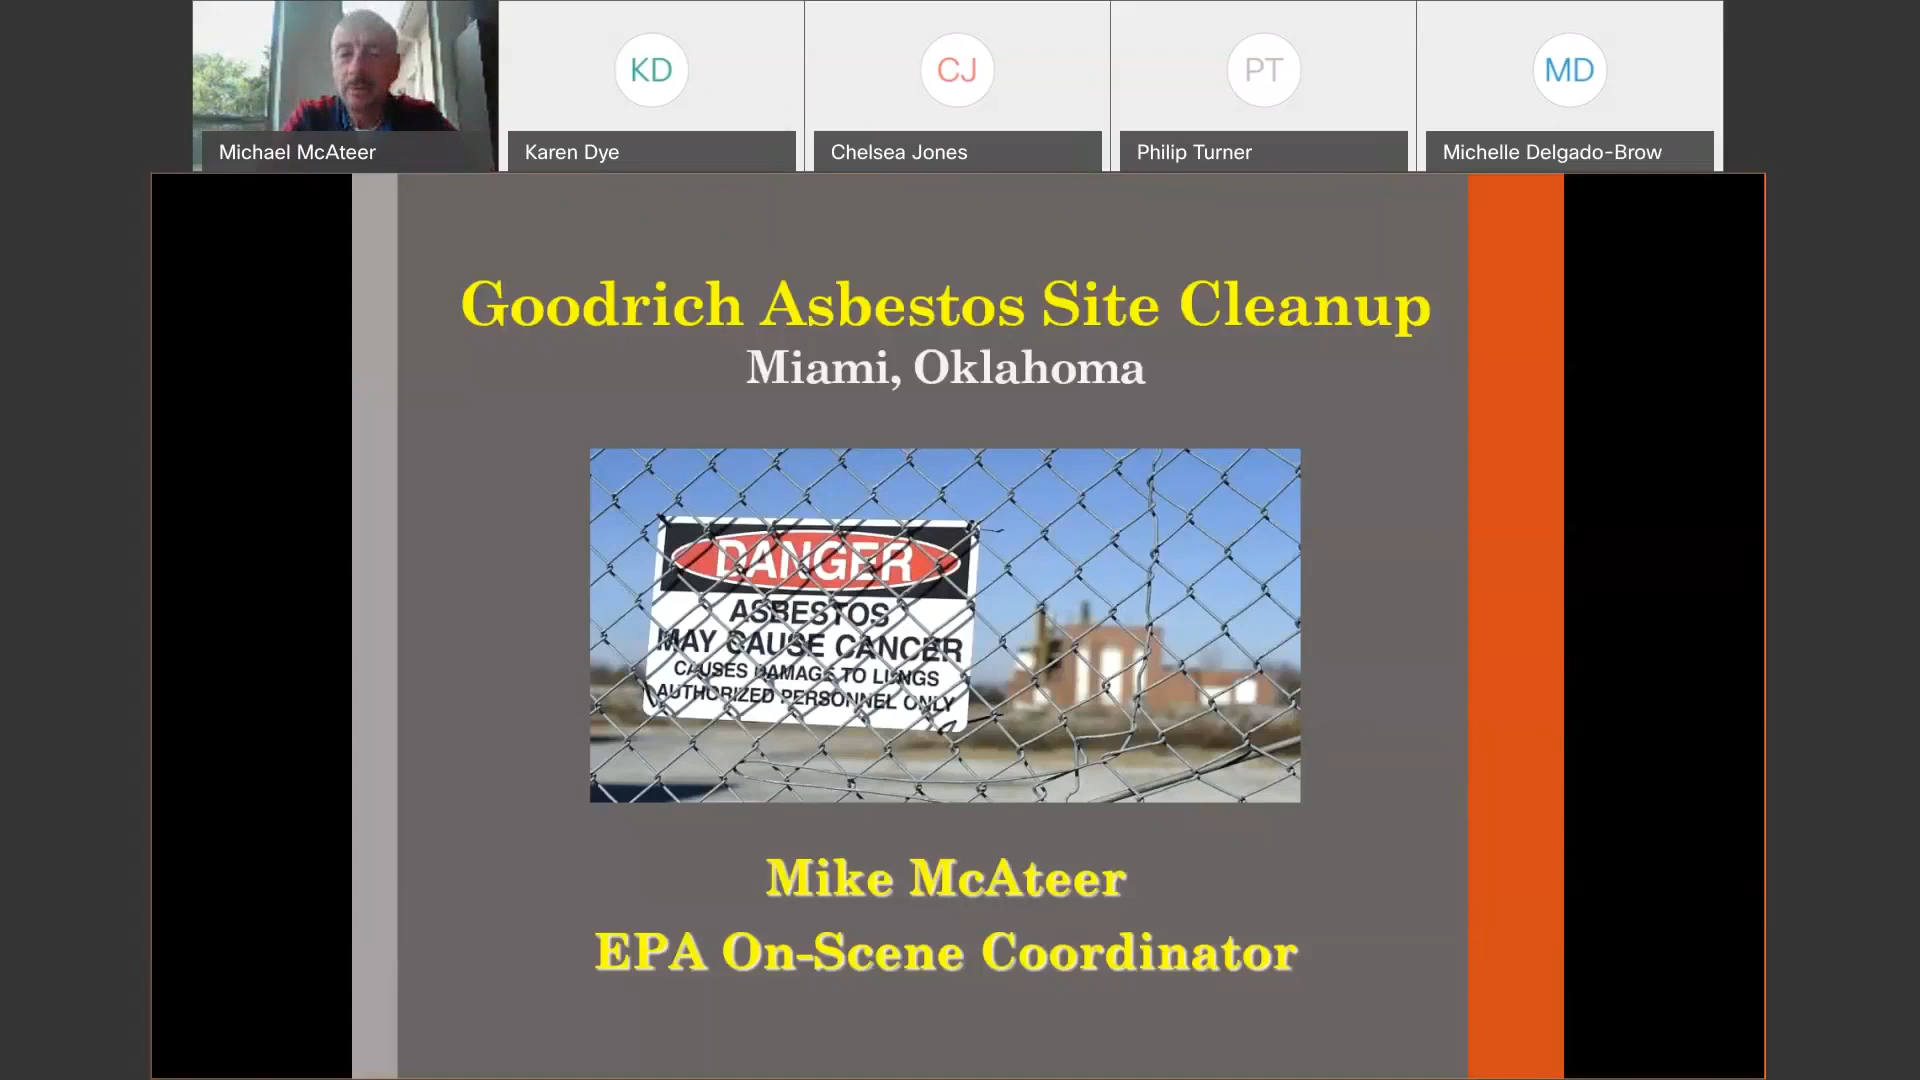 KD
CJ
PT
MD
Michael McAteer
Karen Dye
Chelsea Jones
Philip Turner
Michelle Delgado-Brow
Goodrich Asbestos Site Cleanup
Miami, Oklahoma
DANGER
ASBESTOS
MAY CAUSE CANCER
CAUSES DAMAGE TO LUNGS
AUTHORIZED PERSONNEL ONLY
Mike McAteer
EPA On-Scene Coordinator